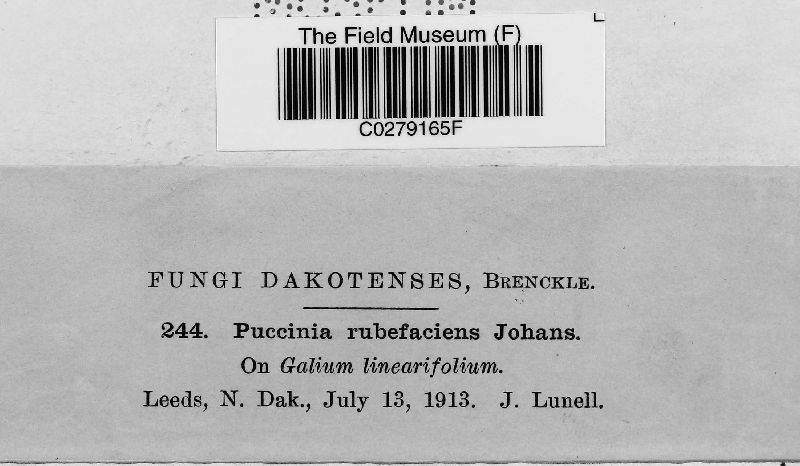 The Field Museum (F)
C0279165F
FUNGI DAKOTENSES, BRENCKLE.
244. Puccinia rubefaciens Johans.
On Galium linearifolium.
Leeds, N. Dak., July 13, 1913. J. Lunell.